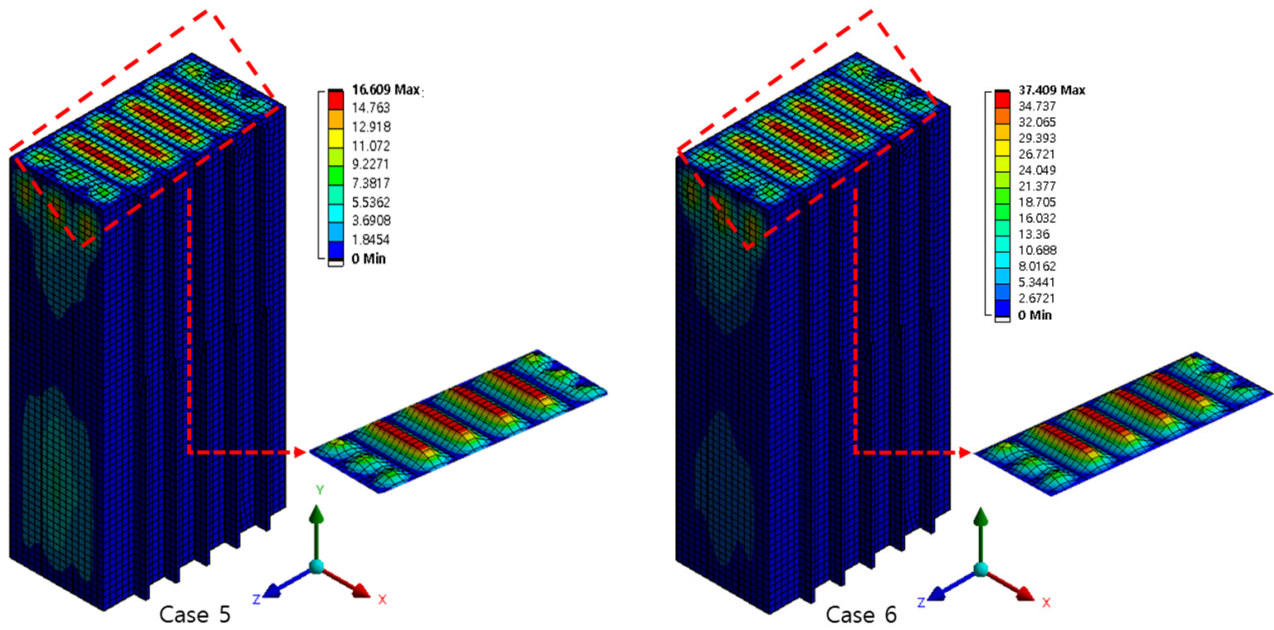 16.609 Max
14.763
12.918
11.072
9.2271
7.3817
5.5362
3.6908
1.8454
0 Min
Y
Z
X
Case 5
37.409 Max
34.737
32.065
29.393
26.721
24.049
21.377
18.705
16.032
13.36
10.688
8.0162
5.3441
2.6721
0 Min
Z
X
Case 6